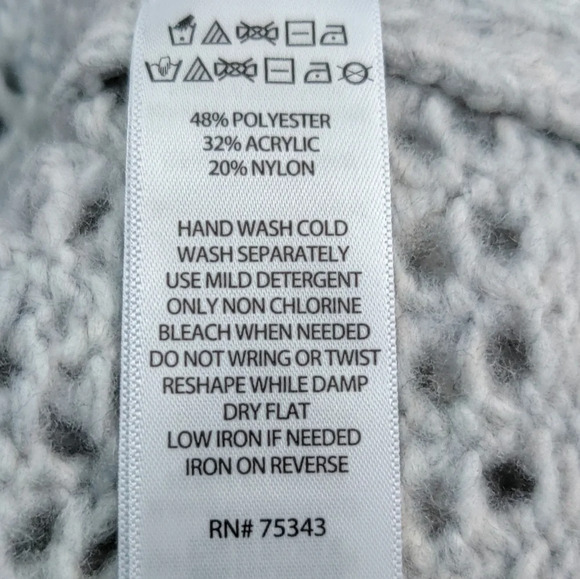 48% POLYESTER
32% ACRYLIC
20% NYLON
HAND WASH COLD
WASH SEPARATELY
USE MILD DETERGENT
ONLY NON CHLORINE
BLEACH WHEN NEEDED
DO NOT WRING OR TWIST
RESHAPE WHILE DAMP
DRY FLAT
LOW IRON IF NEEDED
IRON ON REVERSE
RN# 75343